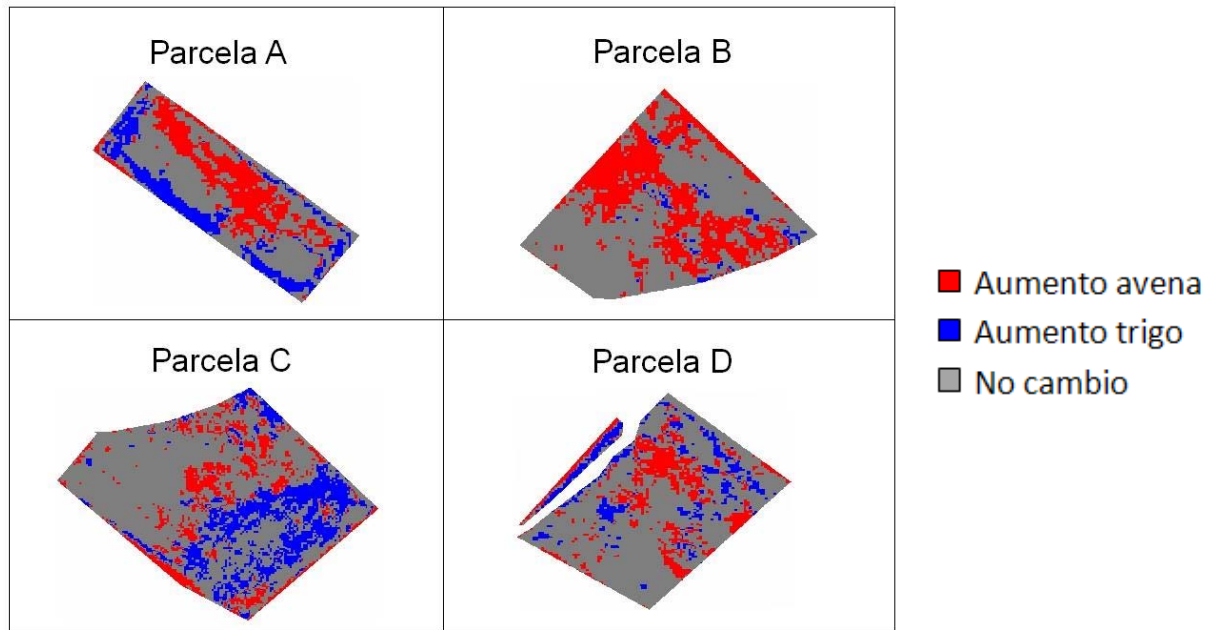 Parcela A
Parcela B
Parcela C
Parcela D
Aumento avena
Aumento trigo
No cambio